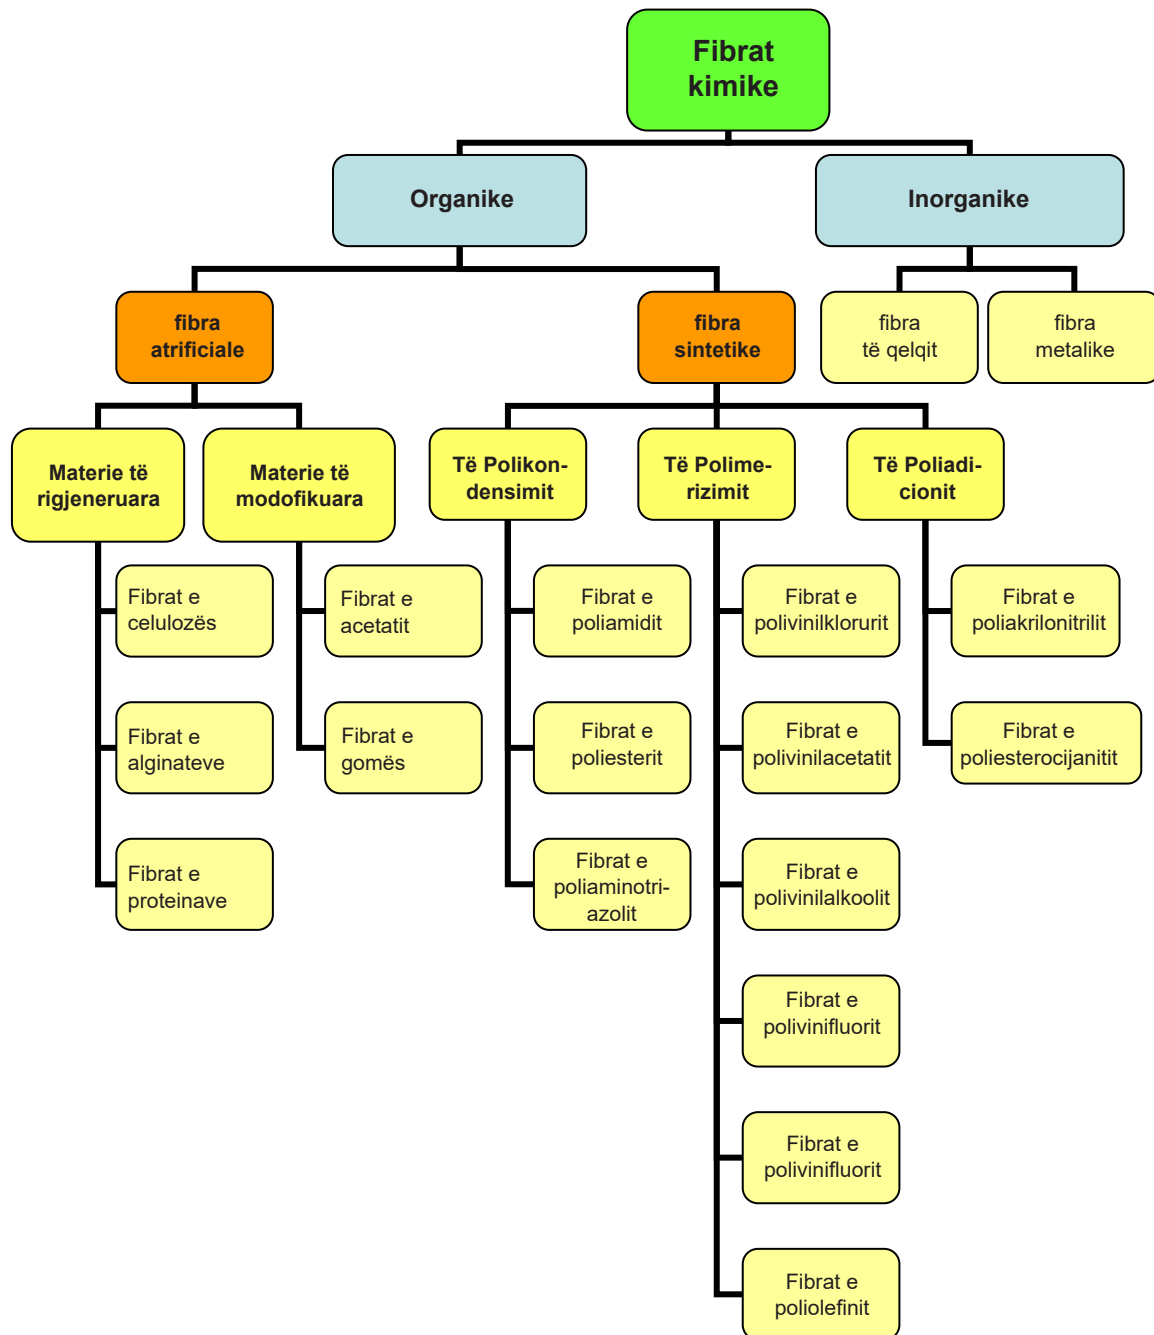 Fibrat
kimike
Organike
Inorganike
fibra
atrificiale
fibra
sintetike
fibra
të qelqit
fibra
metalike
Materie të
rigjeneruara
Materie të
modofikuara
Të Polikon-
densimit
Të Polime-
rizimit
Të Poliadi-
cionit
Fibrat e
celulozës
Fibrat e
alginateve
Fibrat e
proteinave
Fibrat e
acetatit
Fibrat e
gomës
Fibrat e
poliamidit
Fibrat e
poliesterit
Fibrat e
poliaminotri-
azolit
Fibrat e
polivinilklorurit
Fibrat e
polivinilacetatit
Fibrat e
polivinilalkoolit
Fibrat e
polivinifluorit
Fibrat e
polivinifluorit
Fibrat e
poliolefinit
Fibrat e
poliakrilonitrilit
Fibrat e
poliesterocijanitit